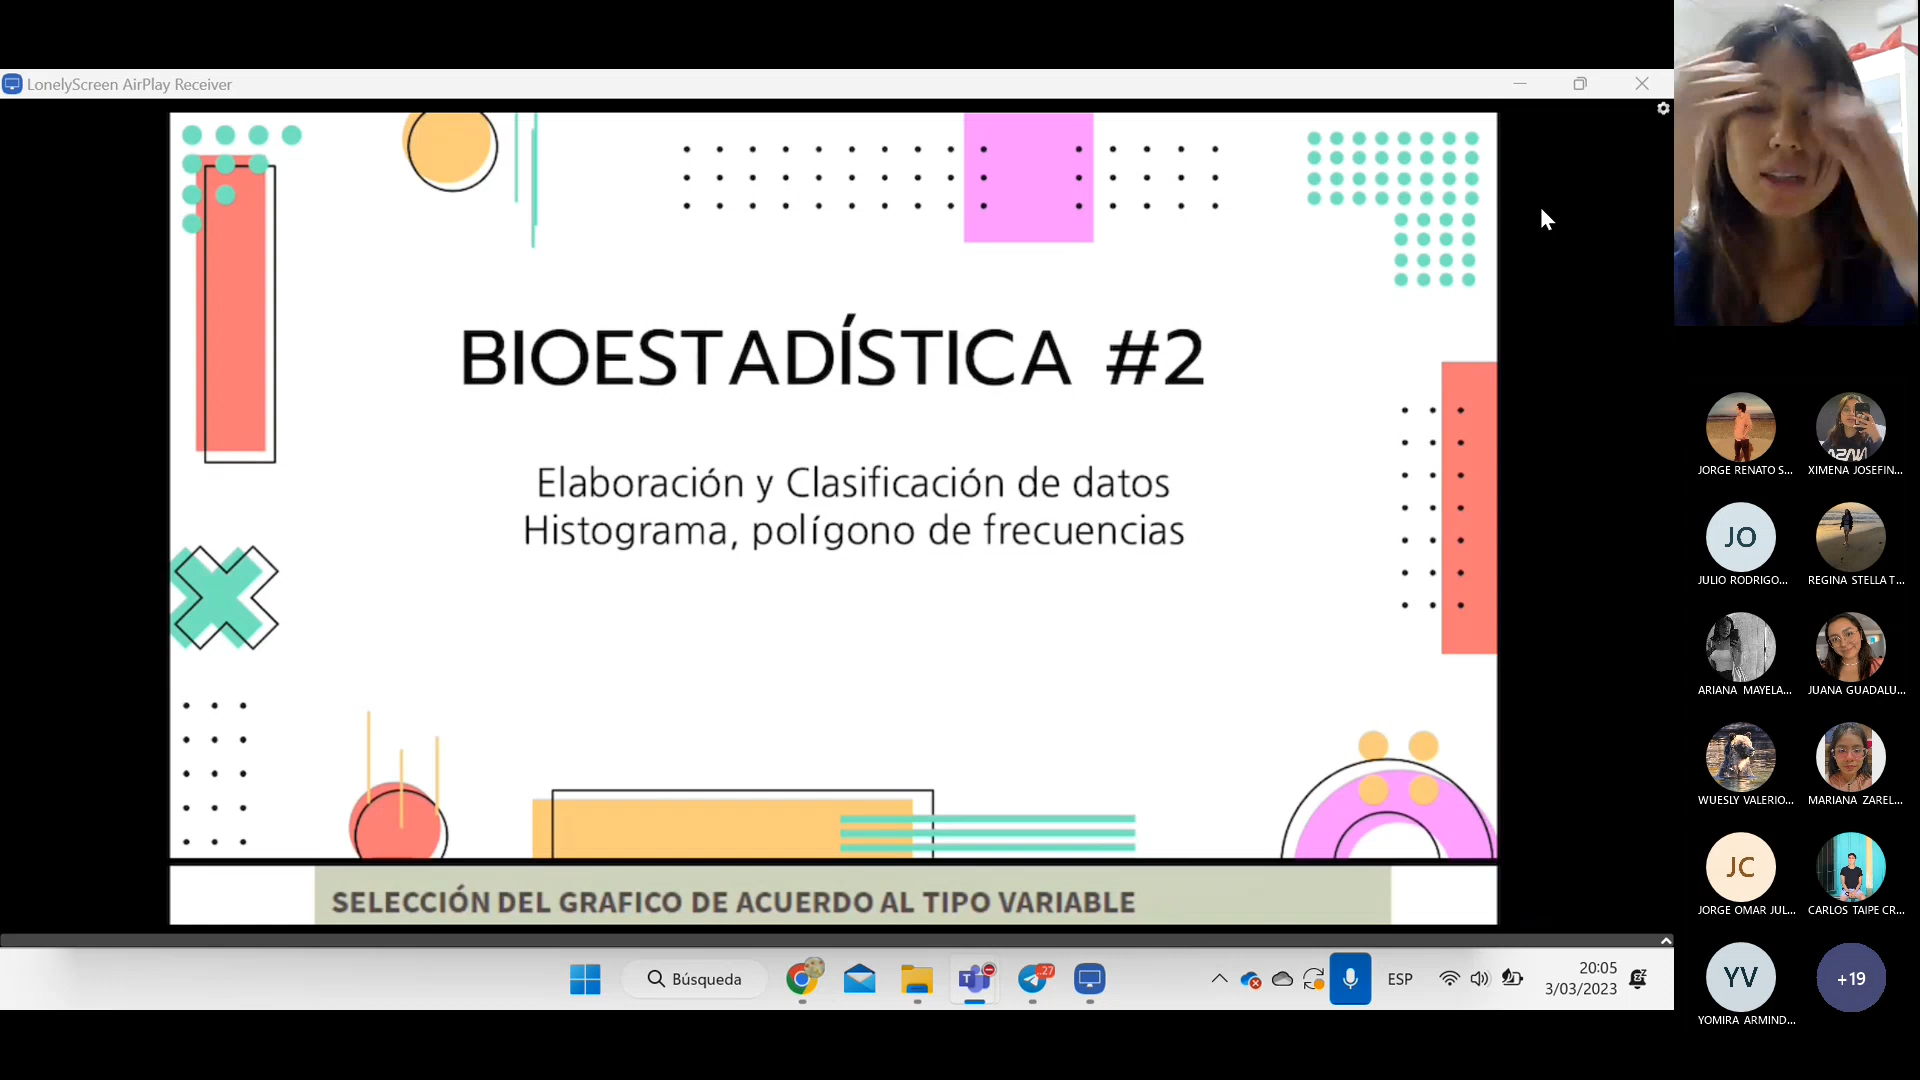 LonelyScreen AirPlay Receiver
BIOESTADÍSTICA #2
Elaboración y Clasificación de datos
Histograma, polígono de frecuencias
SELECCIÓN DEL GRAFICO DE ACUERDO AL TIPO VARIABLE
Búsqueda
27
ESP
20:05
3/03/2023
JORGE RENATO S...
XIMENA JOSEFIN...
JO
JULIO RODRIGO...
REGINA STELLA T...
ARIANA MAYELA...
JUANA GUADALU...
WUESLY VALERIO...
MARIANA ZAREL...
JC
JORGE OMAR JUL...
CARLOS TAIPE CR...
YV
YOMIRA ARMIND...
+19